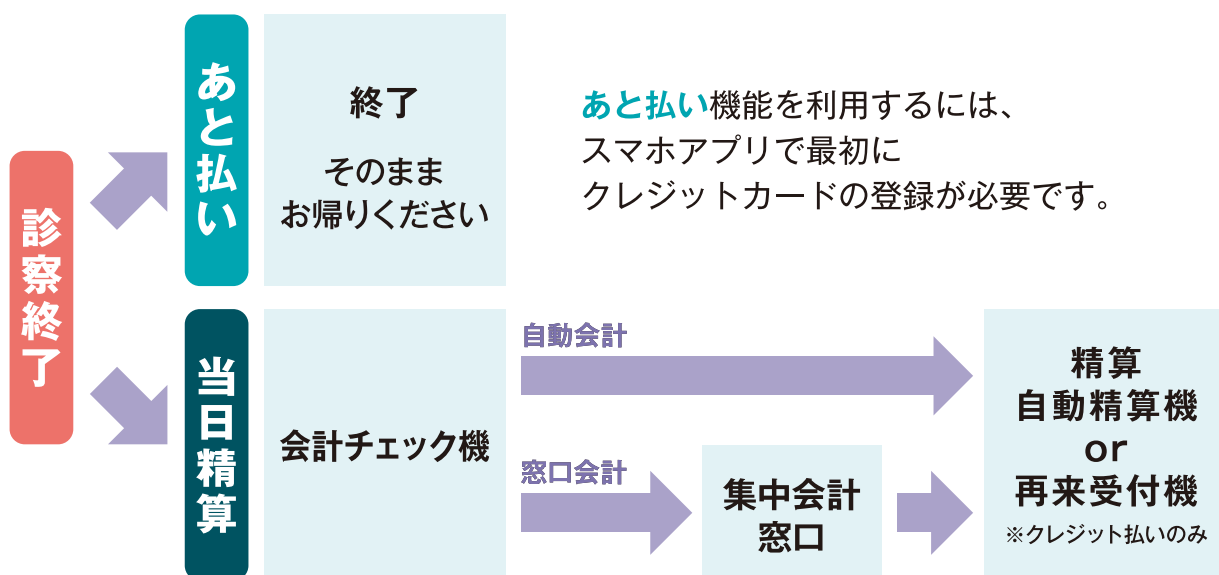 診察終了
あと払い
終了
そのまま
お帰りください
あと払い機能を利用するには、
スマホアプリで最初に
クレジットカードの登録が必要です。
当日精算
会計チェック機
自動会計
窓口会計
集中会計
窓口
精算
自動精算機
or
再来受付機
※クレジット払いのみ